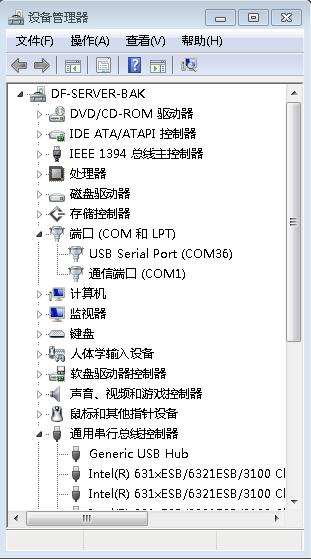 设备管理器
文件(F) 操作(A) 查看(V) 帮助(H)
DF-SERVER-BAK
DVD/CD-ROM 驱动器
IDE ATA/ATAPI 控制器
IEEE 1394 总线主控制器
处理器
磁盘驱动器
存储控制器
端口 (COM 和 LPT)
USB Serial Port (COM36)
通信端口 (COM1)
计算机
监视器
键盘
人体学输入设备
软盘驱动器控制器
声音、视频和游戏控制器
鼠标和其他指针设备
通用串行总线控制器
Generic USB Hub
Intel(R) 631xESB/6321ESB/3100 Cl
Intel(R) 631xESB/6321ESB/3100 Cl